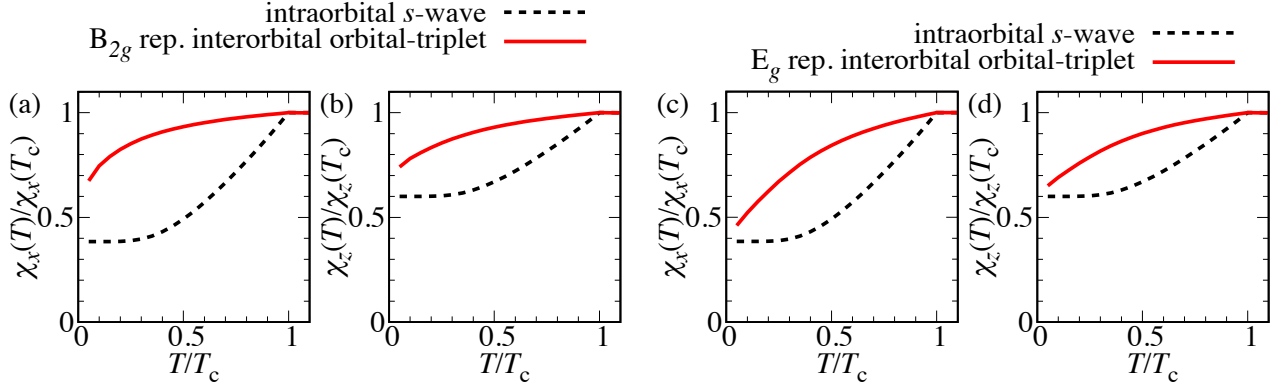 intraorbital s-wave
B2g rep. interorbital orbital-triplet
intraorbital s-wave
Eg rep. interorbital orbital-triplet
(a)
χx(T)/χx(Tc)
1
0.5
0
0 0.5 1
T/Tc
(b)
χz(T)/χz(Tc)
1
0.5
0
0 0.5 1
T/Tc
(c)
χx(T)/χx(Tc)
1
0.5
0
0 0.5 1
T/Tc
(d)
χz(T)/χz(Tc)
1
0.5
0
0 0.5 1
T/Tc